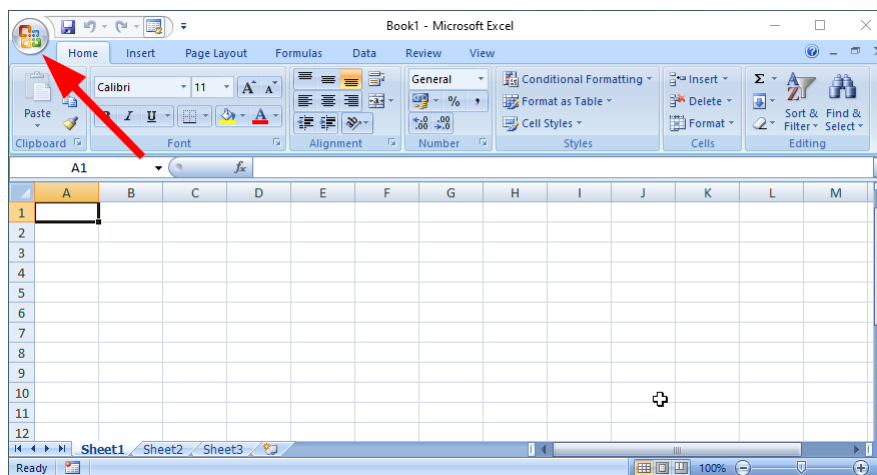 Book1 - Microsoft Excel
Home Insert Page Layout Formulas Data Review View
Calibri 11 A A General Conditional Formatting Insert Σ
Paste I U A % , Format as Table Delete Sort & Find &
.00 .0 Cell Styles Format Filter Select
Clipboard Font Alignment Number Styles Cells Editing
A1 fx
A B C D E F G H I J K L M
1
2
3
4
5
6
7
8
9
10
11
12
Sheet1 Sheet2 Sheet3
Ready 100%